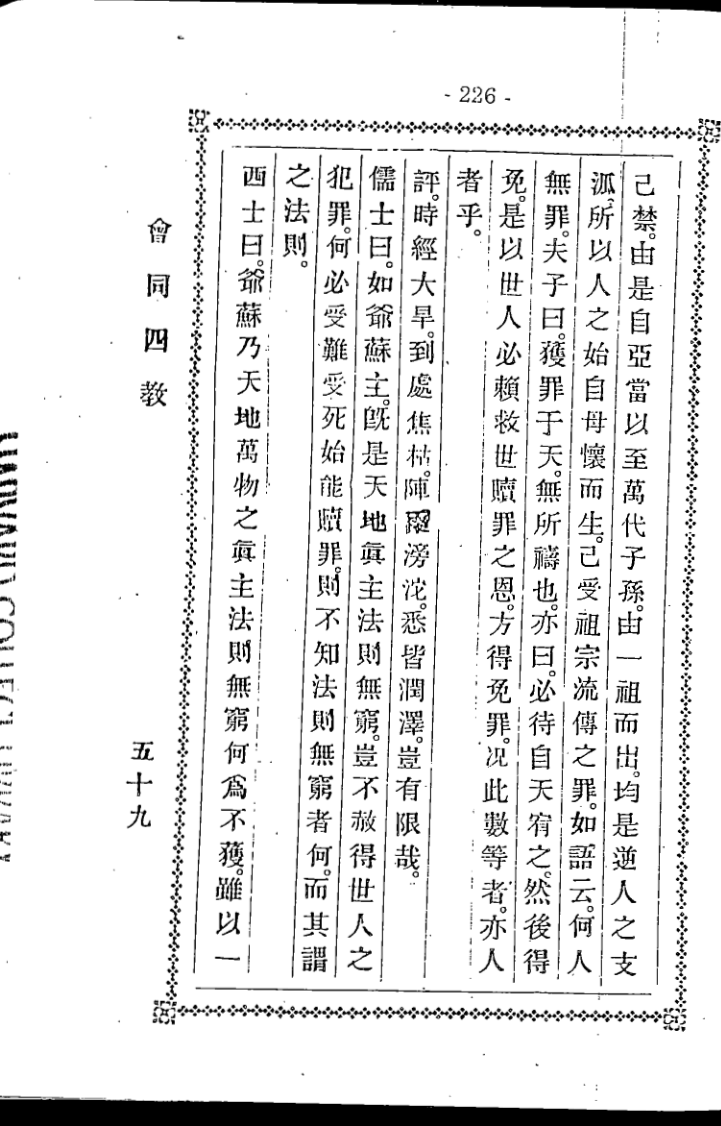 - 226 -
己禁。由是自亞當以至萬代子孫。由一祖而出。均是逆人之支
派。所以人之始自母懷而生。己受祖宗流傳之罪。如語云。何人
無罪。夫子曰。獲罪于天。無所禱也。亦曰。必待自天宥之。然後得
免。是以世人必賴救世贖罪之恩。方得免罪。况此數等者。亦人
者乎。
評。時經大旱。到處焦枯。陣雨滂沱。悉皆潤澤。豈有限哉。
儒士曰。如爺蘇主。旣是天地眞主法則無窮。豈不赦得世人之
犯罪。何必受難受死始能贖罪。則不知法則無窮者何。而其謂
之法則。
西士曰。爺蘇乃天地萬物之眞主法則無窮何爲不獲。雖以一
會同四教
五十九